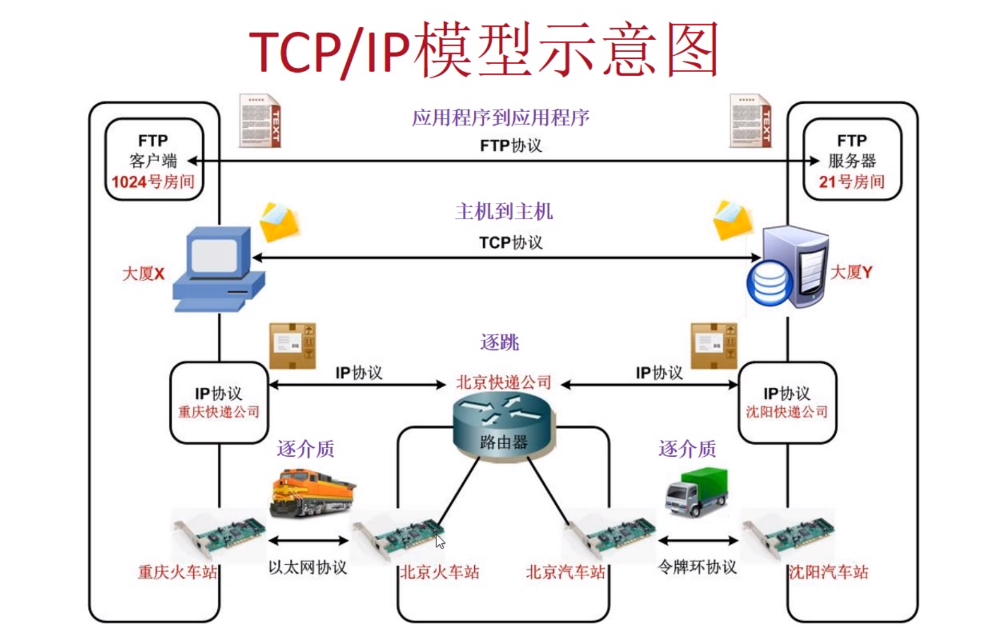 TCP/IP模型示意图
应用程序到应用程序
FTP协议
TEXT
TEXT
FTP
客户端
1024号房间
FTP
服务器
21号房间
主机到主机
TCP协议
大厦X
大厦Y
逐跳
IP协议
IP协议
北京快递公司
IP协议
重庆快递公司
IP协议
沈阳快递公司
路由器
逐介质
逐介质
以太网协议
令牌环协议
重庆火车站
北京火车站
北京汽车站
沈阳汽车站